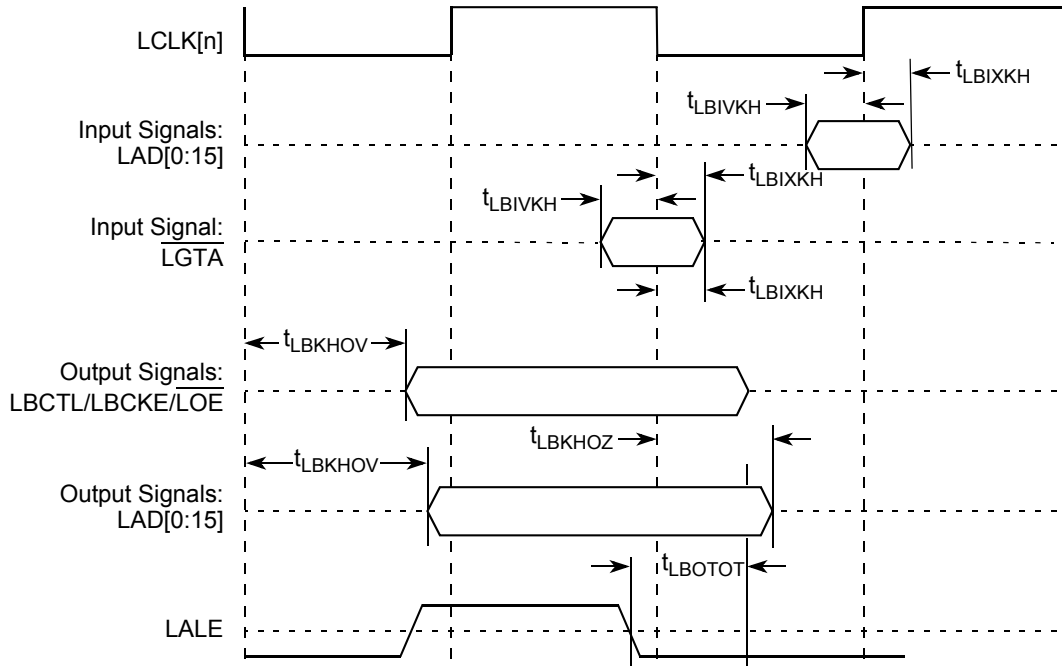 LCLK[n]
tLBIXKH
tLBIVKH
Input Signals:
LAD[0:15]
tLBIXKH
tLBIVKH
Input Signal:
LGTA
tLBIXKH
tLBKHOV
Output Signals:
LBCTL/LBCKE/LOE
tLBKHOZ
tLBKHOV
Output Signals:
LAD[0:15]
tLBOTOT
LALE